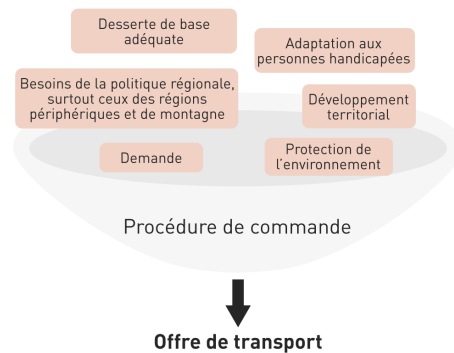 Desserte de base
adéquate
Adaptation aux
personnes handicapées
Besoins de la politique régionale,
surtout ceux des régions
périphériques et de montagne
Développement
territorial
Demande
Protection de
l'environnement
Procédure de commande
Offre de transport